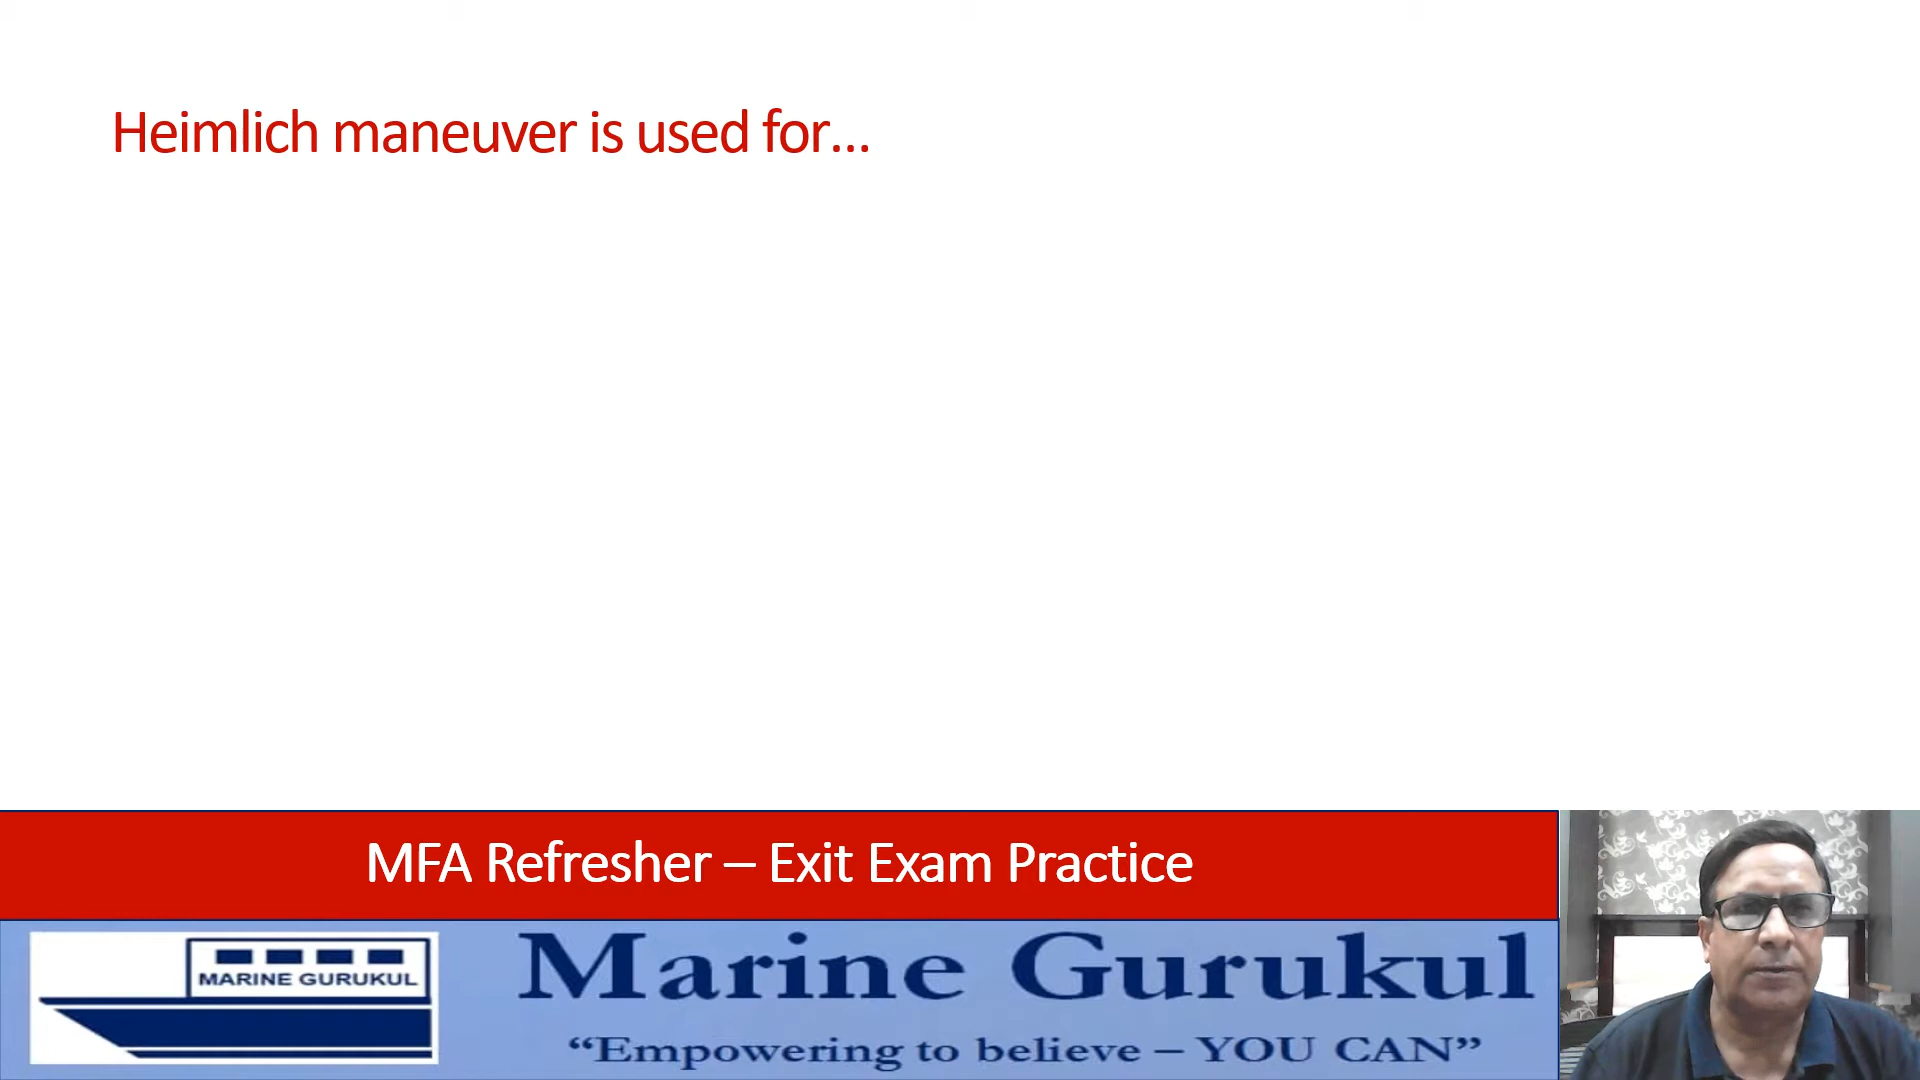 Heimlich maneuver is used for...
MFA Refresher – Exit Exam Practice
MARINE GURUKUL
Marine Gurukul
“Empowering to believe – YOU CAN”